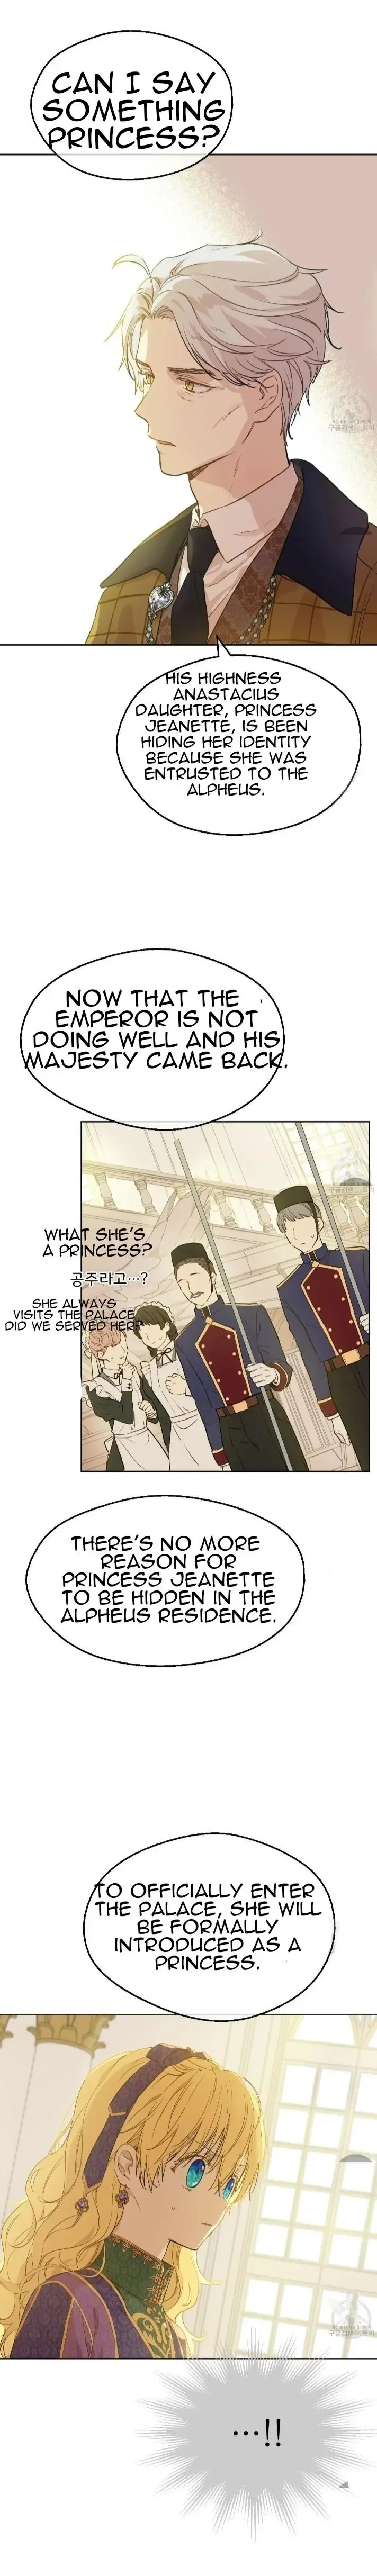 CAN I SAY
SOMETHING
PRINCESS?
HIS HIGHNESS
ANASTACIUS
DAUGHTER, PRINCESS
JEANETTE, IS BEEN
HIDING HER IDENTITY
BECAUSE SHE WAS
ENTRUSTED TO THE
ALPHEUS.
NOW THAT THE
EMPEROR IS NOT
DOING WELL AND HIS
MAJESTY CAME BACK.
WHAT SHE'S
A PRINCESS?
공주라고…?
SHE ALWAYS
VISITS THE PALACE
DID WE SERVED HER?
THERE'S NO MORE
REASON FOR
PRINCESS JEANETTE
TO BE HIDDEN IN THE
ALPHEUS RESIDENCE.
TO OFFICIALLY ENTER
THE PALACE, SHE WILL
BE FORMALLY
INTRODUCED AS A
PRINCESS.
…!!